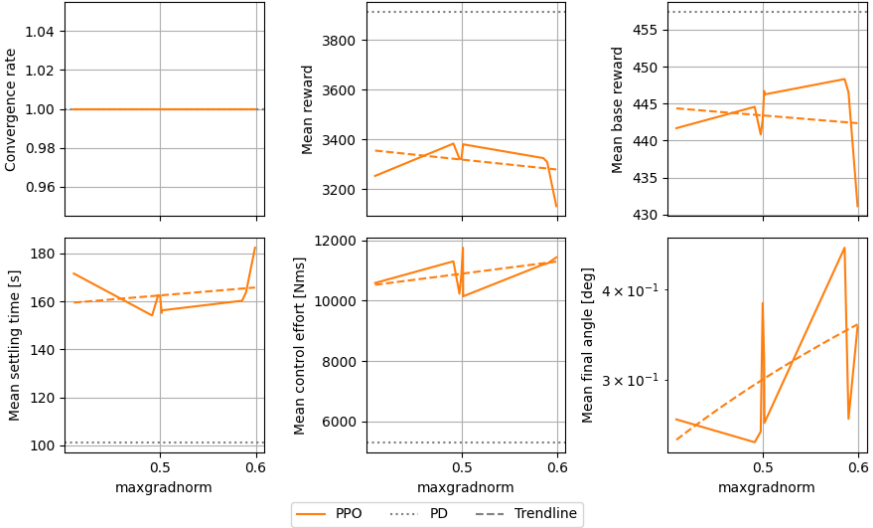 Convergence rate
1.04
1.02
1.00
0.98
0.96
Mean reward
3800
3600
3400
3200
Mean base reward
455
450
445
440
435
430
Mean settling time [s]
180
160
140
120
100
0.5
0.6
maxgradnorm
Mean control effort [Nms]
12000
10000
8000
6000
0.5
0.6
maxgradnorm
Mean final angle [deg]
4 × 10⁻¹
3 × 10⁻¹
0.5
0.6
maxgradnorm
PPO
PD
Trendline